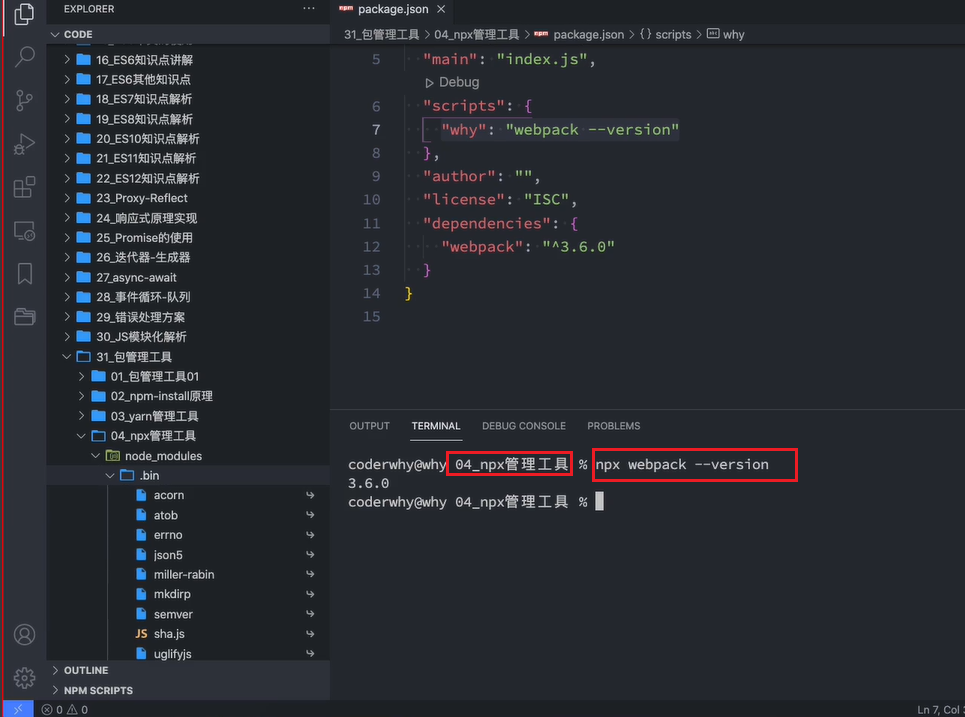 EXPLORER
···
package.json
CODE
31_包管理工具 > 04_npx管理工具 > package.json > {} scripts > why
16_ES6知识点讲解
17_ES6其他知识点
18_ES7知识点解析
19_ES8知识点解析
20_ES10知识点解析
21_ES11知识点解析
22_ES12知识点解析
23_Proxy-Reflect
24_响应式原理实现
25_Promise的使用
26_迭代器-生成器
27_async-await
28_事件循环-队列
29_错误处理方案
30_JS模块化解析
31_包管理工具
01_包管理工具01
02_npm-install原理
03_yarn管理工具
04_npx管理工具
node_modules
.bin
acorn
atob
errno
json5
miller-rabin
mkdirp
semver
JS sha.js
uglifyjs
OUTLINE
NPM SCRIPTS
5 "main": "index.js",
Debug
6 "scripts": {
7 "why": "webpack --version"
8 },
9 "author": "",
10 "license": "ISC",
11 "dependencies": {
12 "webpack": "^3.6.0"
13 }
14 }
15
OUTPUT TERMINAL DEBUG CONSOLE PROBLEMS
coderwhy@why 04_npx管理工具 % npx webpack --version
3.6.0
coderwhy@why 04_npx管理工具 %
0 0
Ln 7, Col